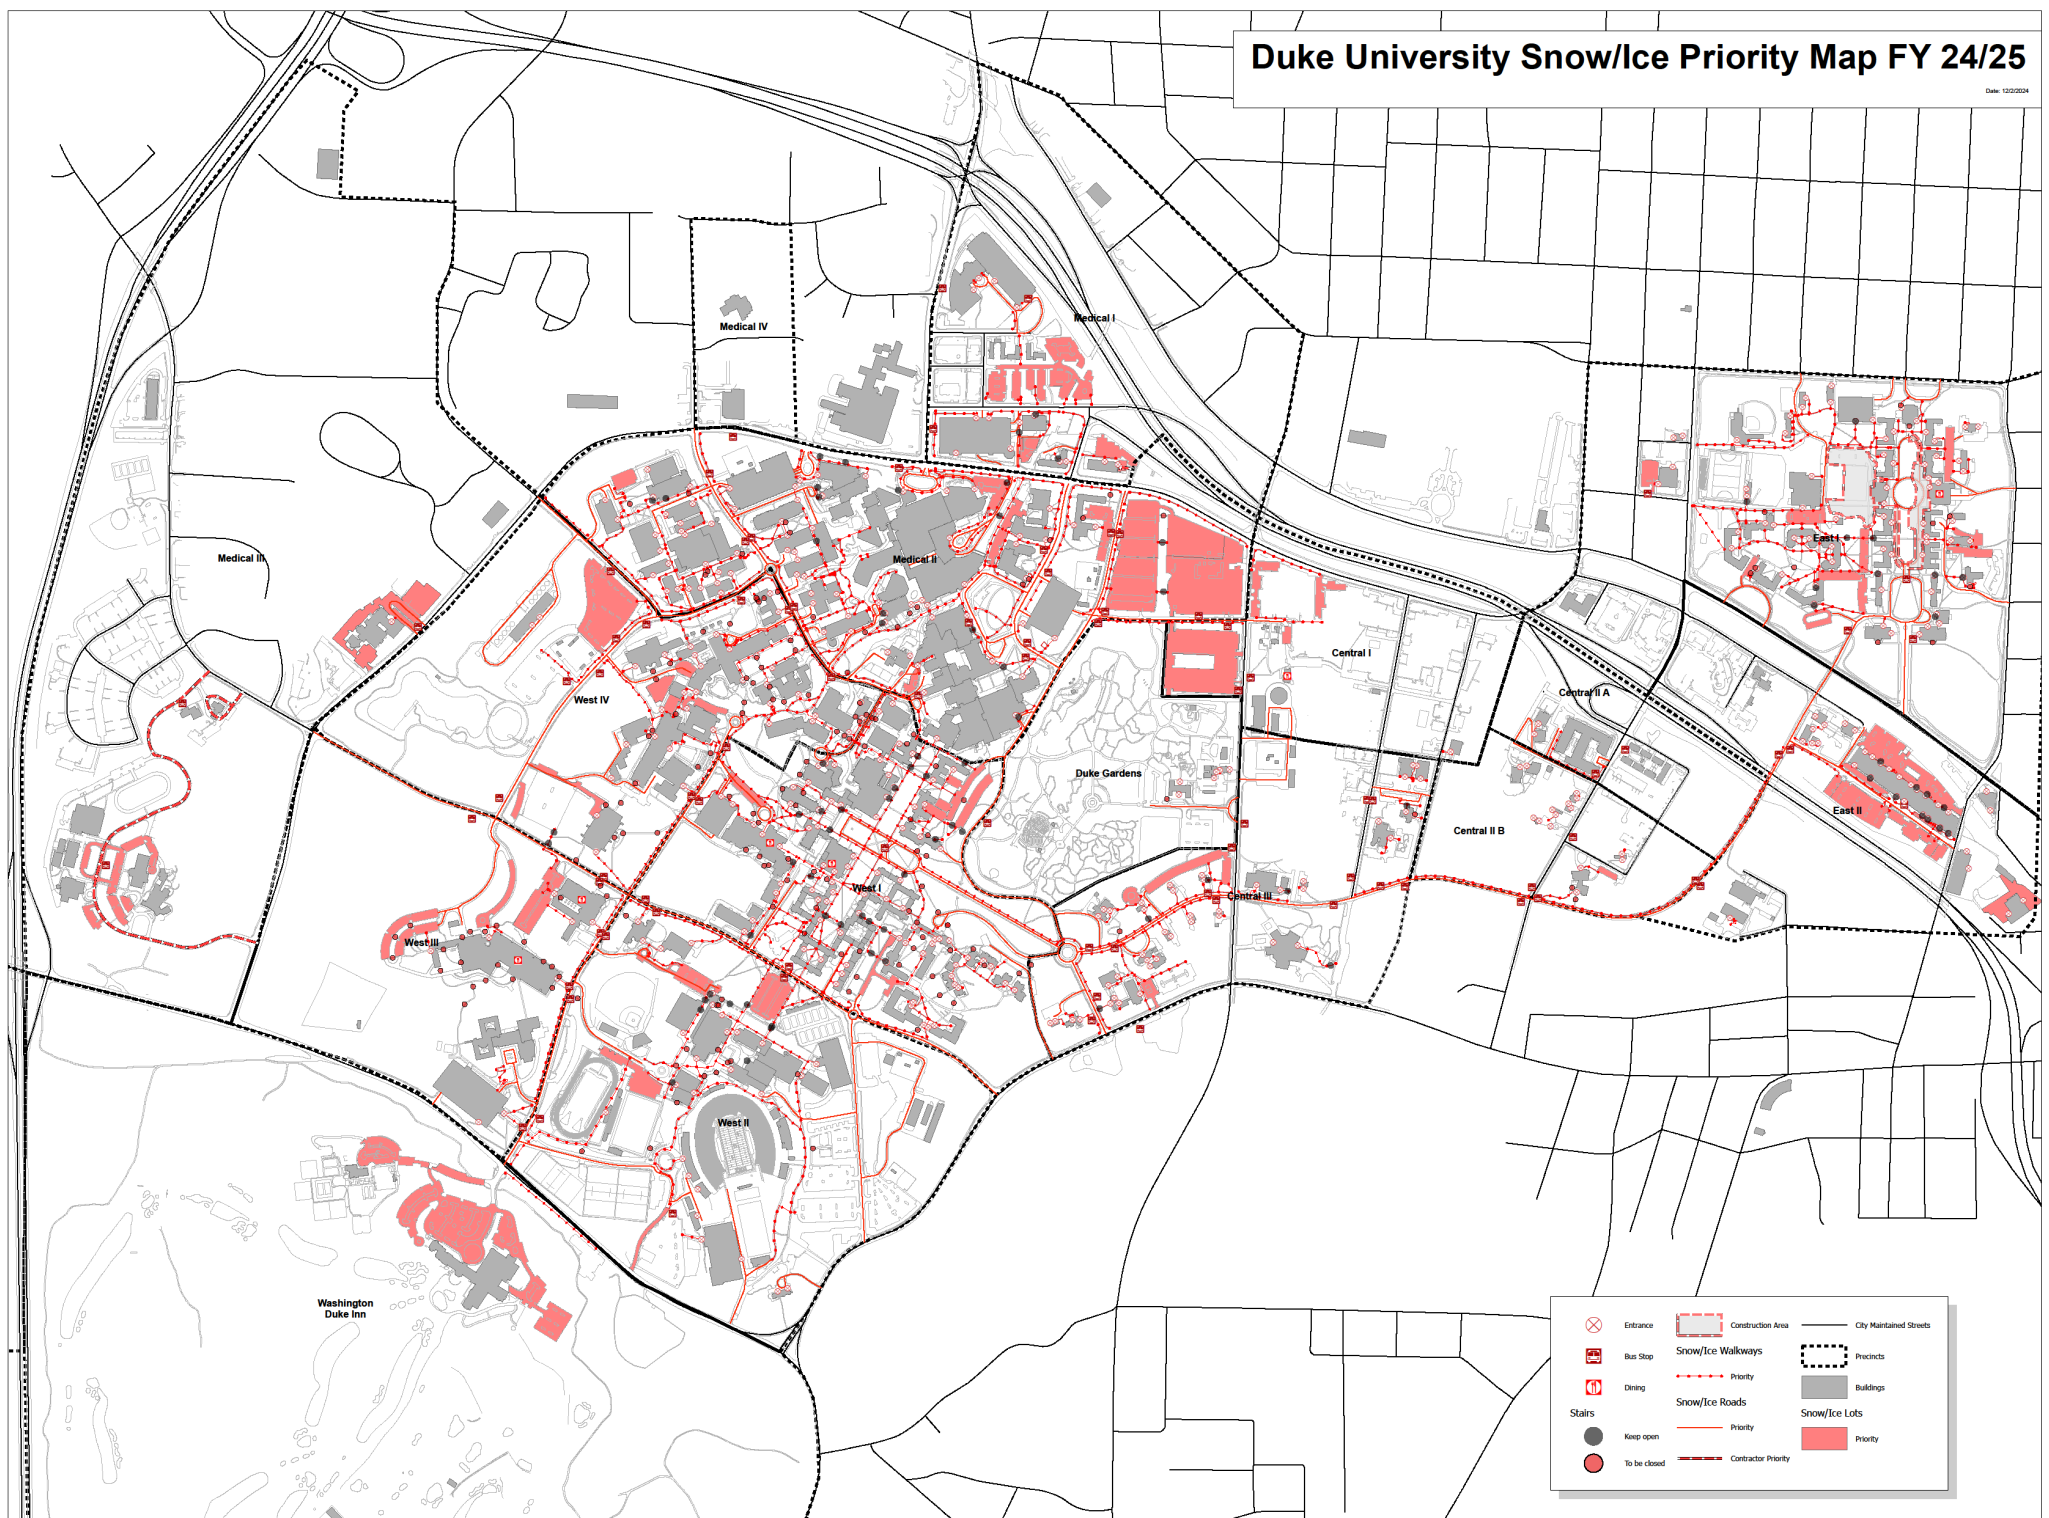 Duke University Snow/Ice Priority Map FY 24/25
Date: 12/2/2024
Medical I
Medical IV
East I
Medical III
Medical II
Central I
Central II A
West IV
Duke Gardens
East II
Central II B
West I
Central III
West III
West II
Washington
Duke Inn
Entrance
Construction Area
City Maintained Streets
Bus Stop
Snow/Ice Walkways
Precincts
Dining
Priority
Buildings
Stairs
Snow/Ice Roads
Snow/Ice Lots
Keep open
Priority
Priority
To be closed
Contractor Priority